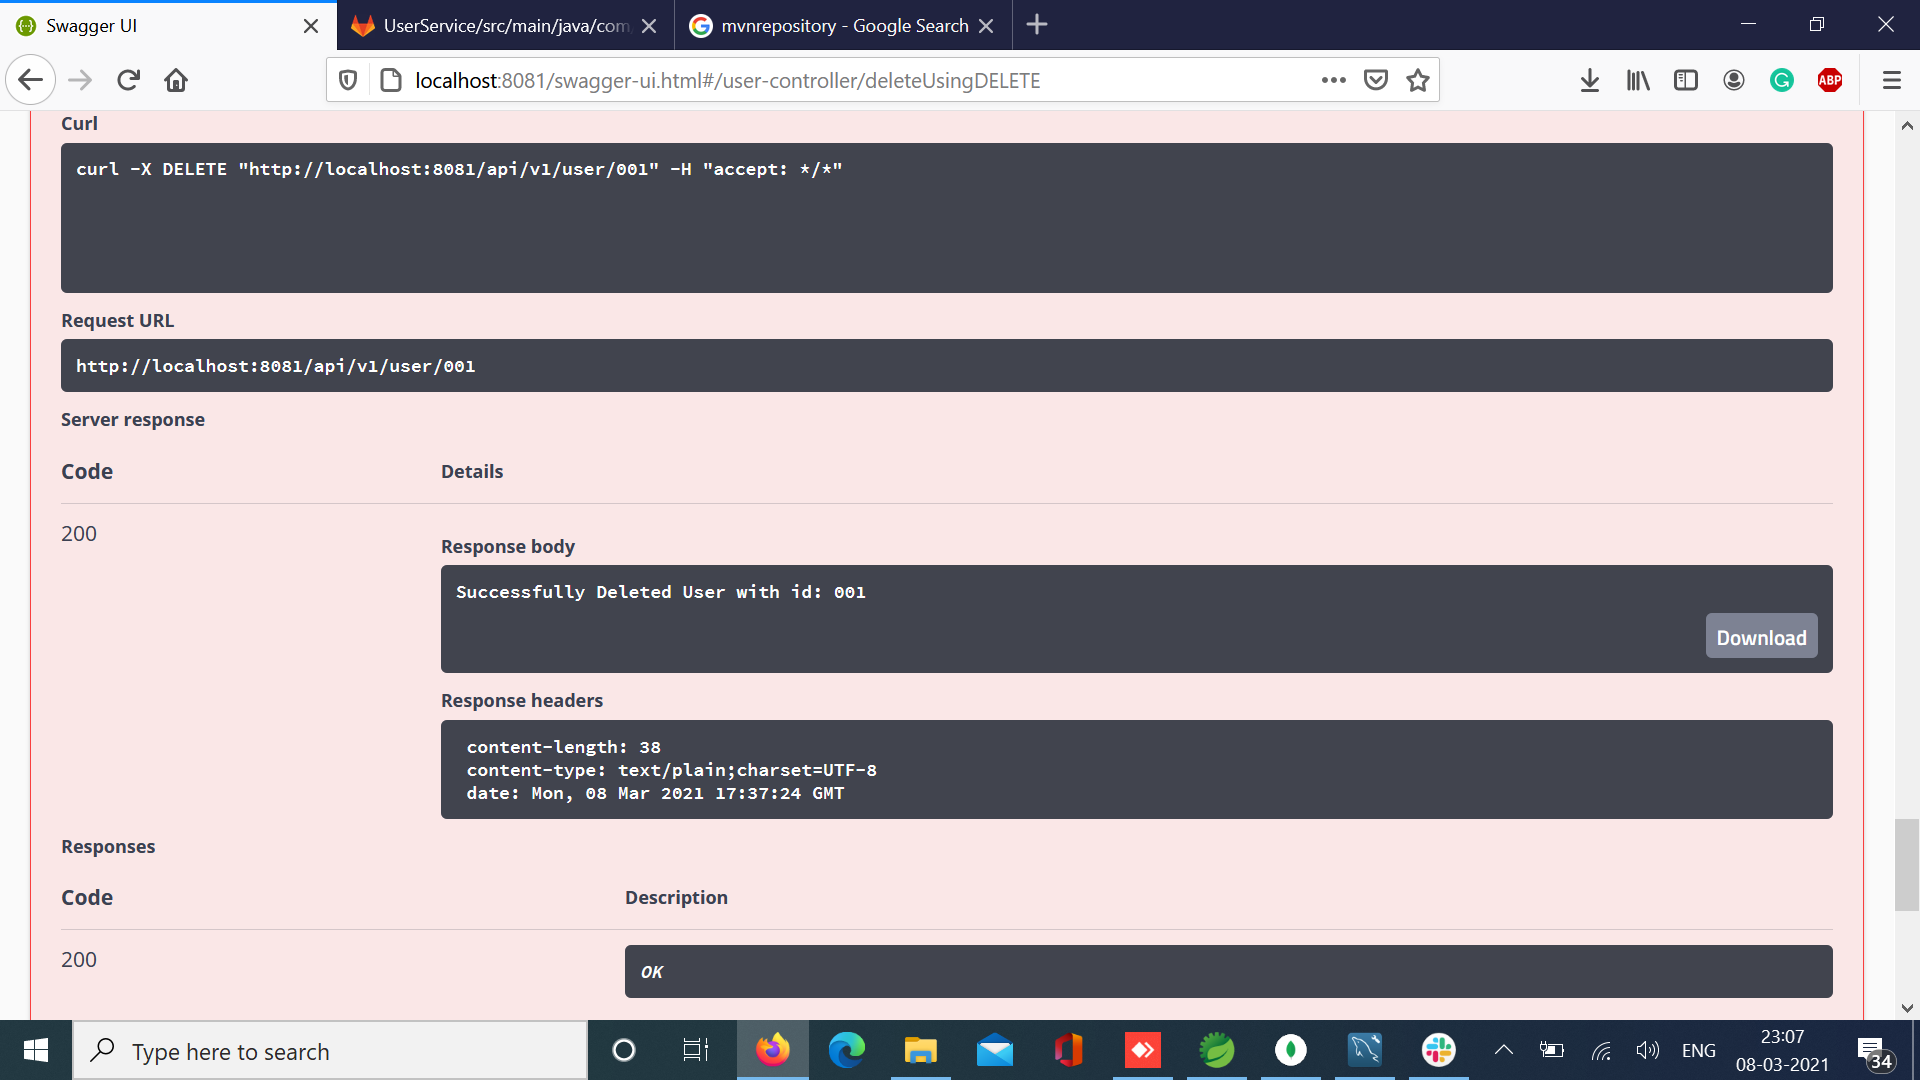 Swagger UI
UserService/src/main/java/com
mvnrepository - Google Search
localhost:8081/swagger-ui.html#/user-controller/deleteUsingDELETE
ABP
Curl
curl -X DELETE "http://localhost:8081/api/v1/user/001" -H "accept: */*"
Request URL
http://localhost:8081/api/v1/user/001
Server response
Code Details
200
Response body
Successfully Deleted User with id: 001
Download
Response headers
content-length: 38
content-type: text/plain;charset=UTF-8
date: Mon, 08 Mar 2021 17:37:24 GMT
Responses
Code Description
200
OK
Type here to search
ENG
23:07
08-03-2021
34